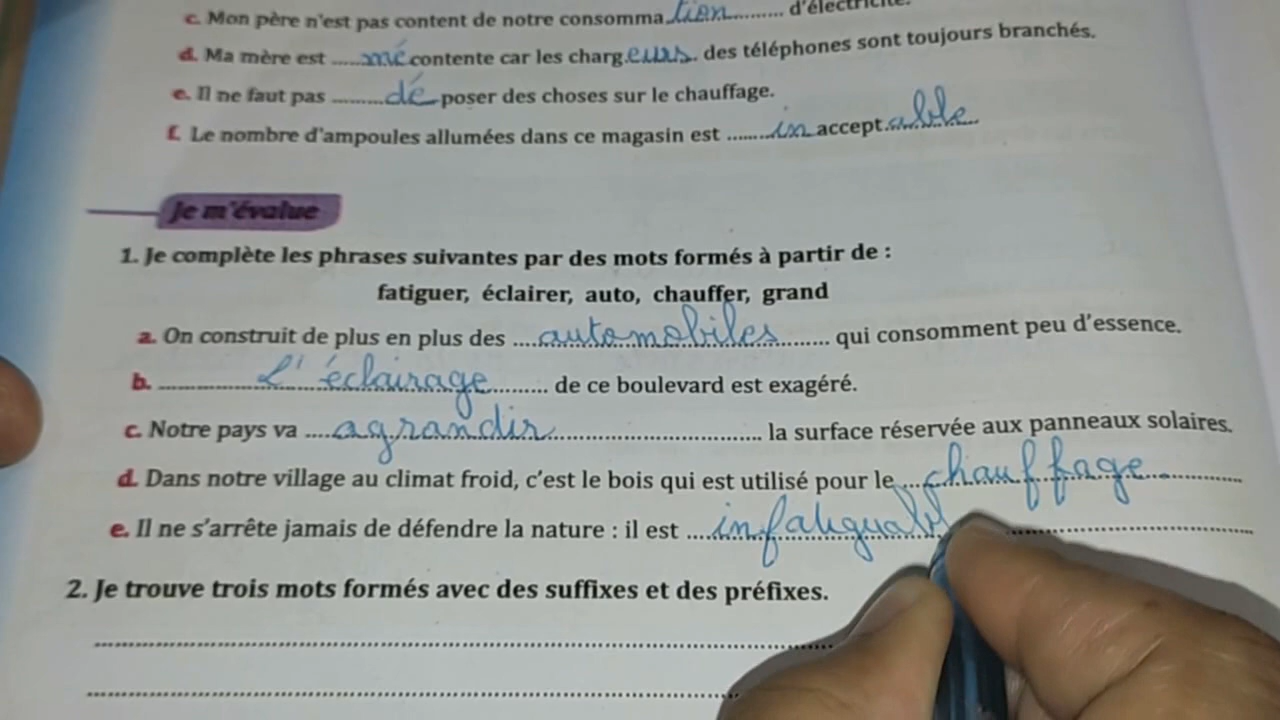 c. Mon père n'est pas content de notre consommation.......... d'électricité.
d. Ma mère est .....mécontente car les chargeurs. des téléphones sont toujours branchés.
e. Il ne faut pas .........déposer des choses sur le chauffage.
f. Le nombre d'ampoules allumées dans ce magasin est .......inacceptable
Je m'évalue
1. Je complète les phrases suivantes par des mots formés à partir de :
fatiguer, éclairer, auto, chauffer, grand
a. On construit de plus en plus des ....automobiles.......... qui consomment peu d'essence.
b. ..............L'éclairage.......... de ce boulevard est exagéré.
c. Notre pays va ....agrandir.............................. la surface réservée aux panneaux solaires.
d. Dans notre village au climat froid, c'est le bois qui est utilisé pour le ...chauffage............
e. Il ne s'arrête jamais de défendre la nature : il est ....infatiguabl..............................
2. Je trouve trois mots formés avec des suffixes et des préfixes.